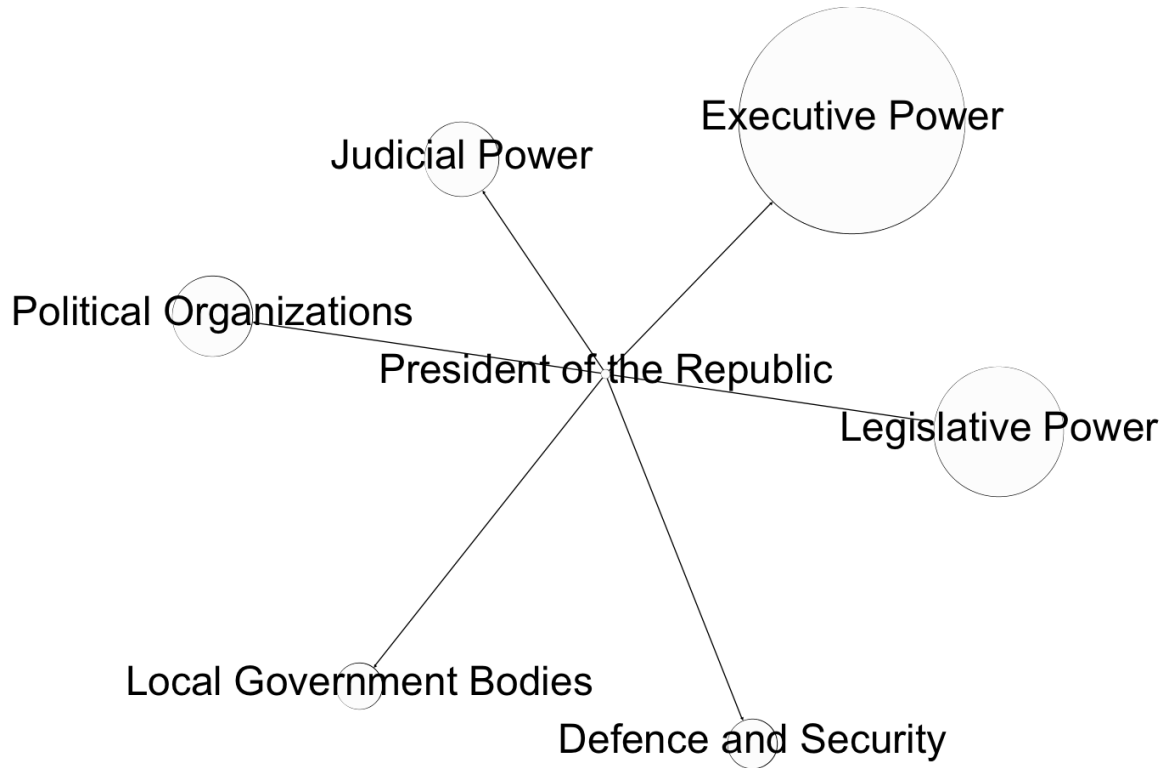 Executive Power
Judicial Power
Political Organizations
President of the Republic
Legislative Power
Local Government Bodies
Defence and Security